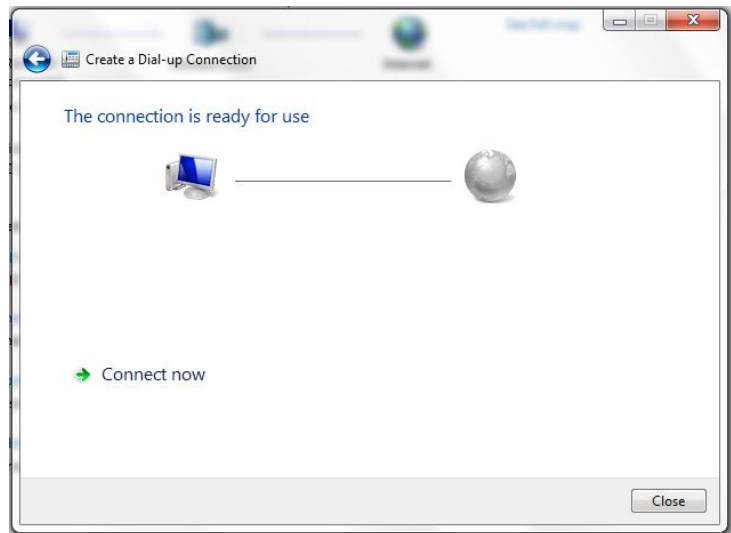 Create a Dial-up Connection
The connection is ready for use
Connect now
Close